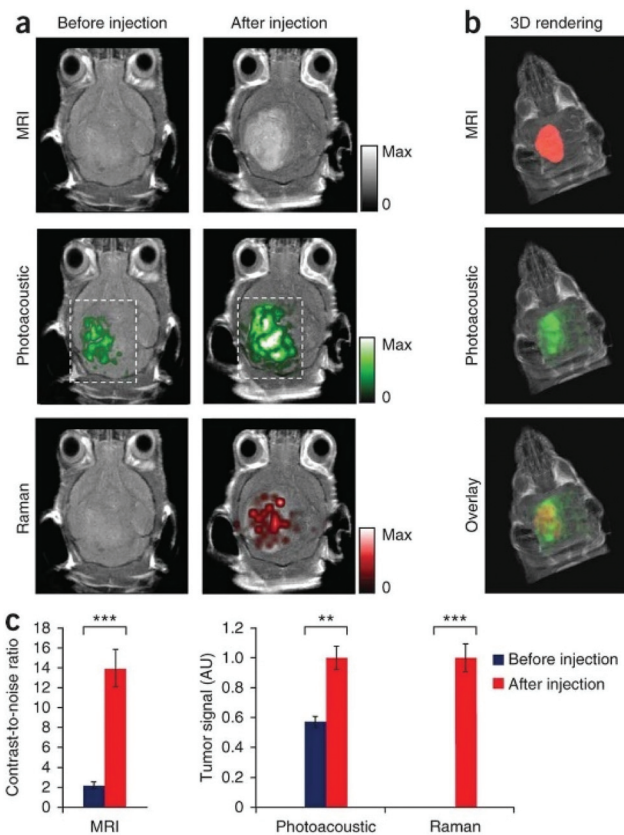 a
Before injection
After injection
MRI
Max
0
Photoacoustic
Max
0
Raman
Max
0
b
3D rendering
MRI
Photoacoustic
Overlay
c
***
Contrast-to-noise ratio
18
16
14
12
10
8
6
4
2
0
MRI
**
***
Tumor signal (AU)
1.2
1.0
0.8
0.6
0.4
0.2
0
Photoacoustic
Raman
Before injection
After injection